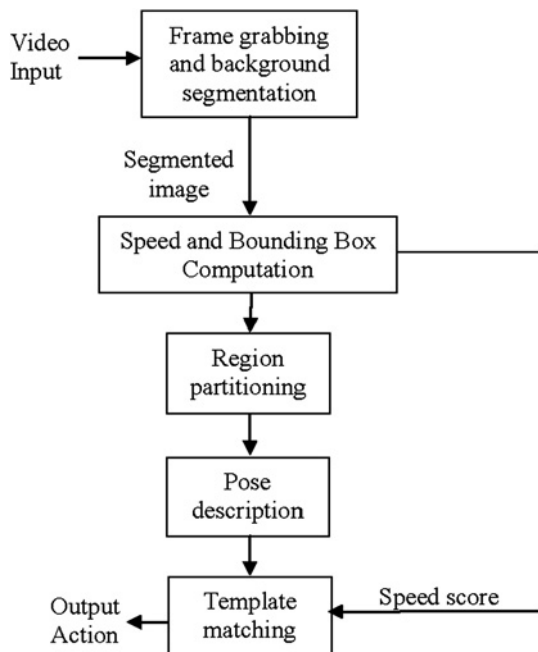 Video
Input
Frame grabbing
and background
segmentation
Segmented
image
Speed and Bounding Box
Computation
Region
partitioning
Pose
description
Output
Action
Template
matching
Speed score